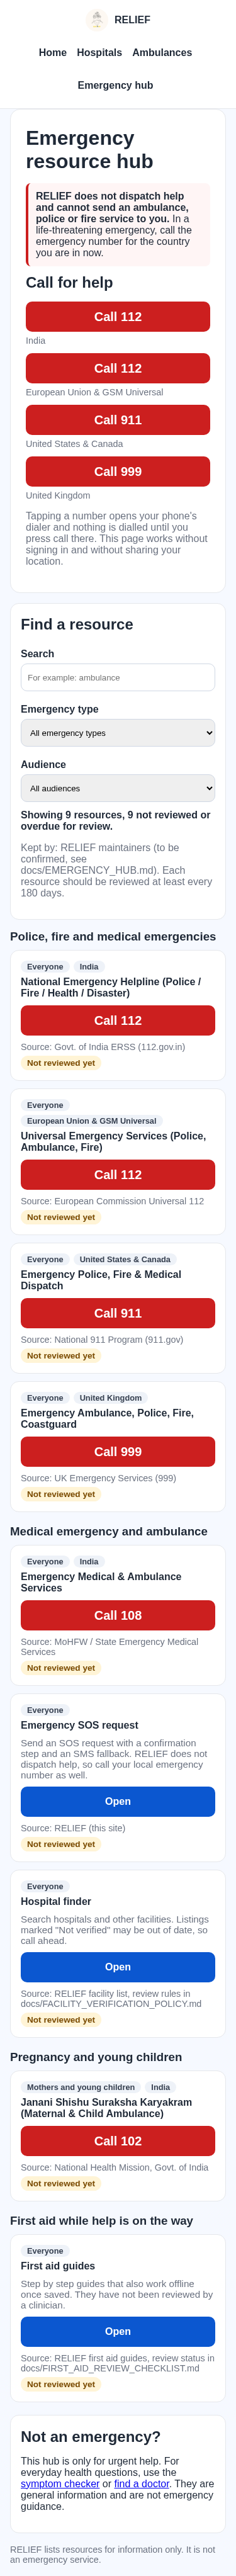 RELIEF
Home Hospitals Ambulances
Emergency hub
Emergency
resource hub
RELIEF does not dispatch help
and cannot send an ambulance,
police or fire service to you. In a
life-threatening emergency, call the
emergency number for the country
you are in now.
Call for help
Call 112
India
Call 112
European Union & GSM Universal
Call 911
United States & Canada
Call 999
United Kingdom
Tapping a number opens your phone's
dialer and nothing is dialled until you
press call there. This page works without
signing in and without sharing your
location.
Find a resource
Search
For example: ambulance
Emergency type
All emergency types
Audience
All audiences
Showing 9 resources, 9 not reviewed or
overdue for review.
Kept by: RELIEF maintainers (to be
confirmed, see
docs/EMERGENCY_HUB.md). Each
resource should be reviewed at least every
180 days.
Police, fire and medical emergencies
Everyone India
National Emergency Helpline (Police /
Fire / Health / Disaster)
Call 112
Source: Govt. of India ERSS (112.gov.in)
Not reviewed yet
Everyone
European Union & GSM Universal
Universal Emergency Services (Police,
Ambulance, Fire)
Call 112
Source: European Commission Universal 112
Not reviewed yet
Everyone United States & Canada
Emergency Police, Fire & Medical
Dispatch
Call 911
Source: National 911 Program (911.gov)
Not reviewed yet
Everyone United Kingdom
Emergency Ambulance, Police, Fire,
Coastguard
Call 999
Source: UK Emergency Services (999)
Not reviewed yet
Medical emergency and ambulance
Everyone India
Emergency Medical & Ambulance
Services
Call 108
Source: MoHFW / State Emergency Medical
Services
Not reviewed yet
Everyone
Emergency SOS request
Send an SOS request with a confirmation
step and an SMS fallback. RELIEF does not
dispatch help, so call your local emergency
number as well.
Open
Source: RELIEF (this site)
Not reviewed yet
Everyone
Hospital finder
Search hospitals and other facilities. Listings
marked "Not verified" may be out of date, so
call ahead.
Open
Source: RELIEF facility list, review rules in
docs/FACILITY_VERIFICATION_POLICY.md
Not reviewed yet
Pregnancy and young children
Mothers and young children India
Janani Shishu Suraksha Karyakram
(Maternal & Child Ambulance)
Call 102
Source: National Health Mission, Govt. of India
Not reviewed yet
First aid while help is on the way
Everyone
First aid guides
Step by step guides that also work offline
once saved. They have not been reviewed by
a clinician.
Open
Source: RELIEF first aid guides, review status in
docs/FIRST_AID_REVIEW_CHECKLIST.md
Not reviewed yet
Not an emergency?
This hub is only for urgent help. For
everyday health questions, use the
symptom checker or find a doctor. They are
general information and are not emergency
guidance.
RELIEF lists resources for information only. It is not
an emergency service.